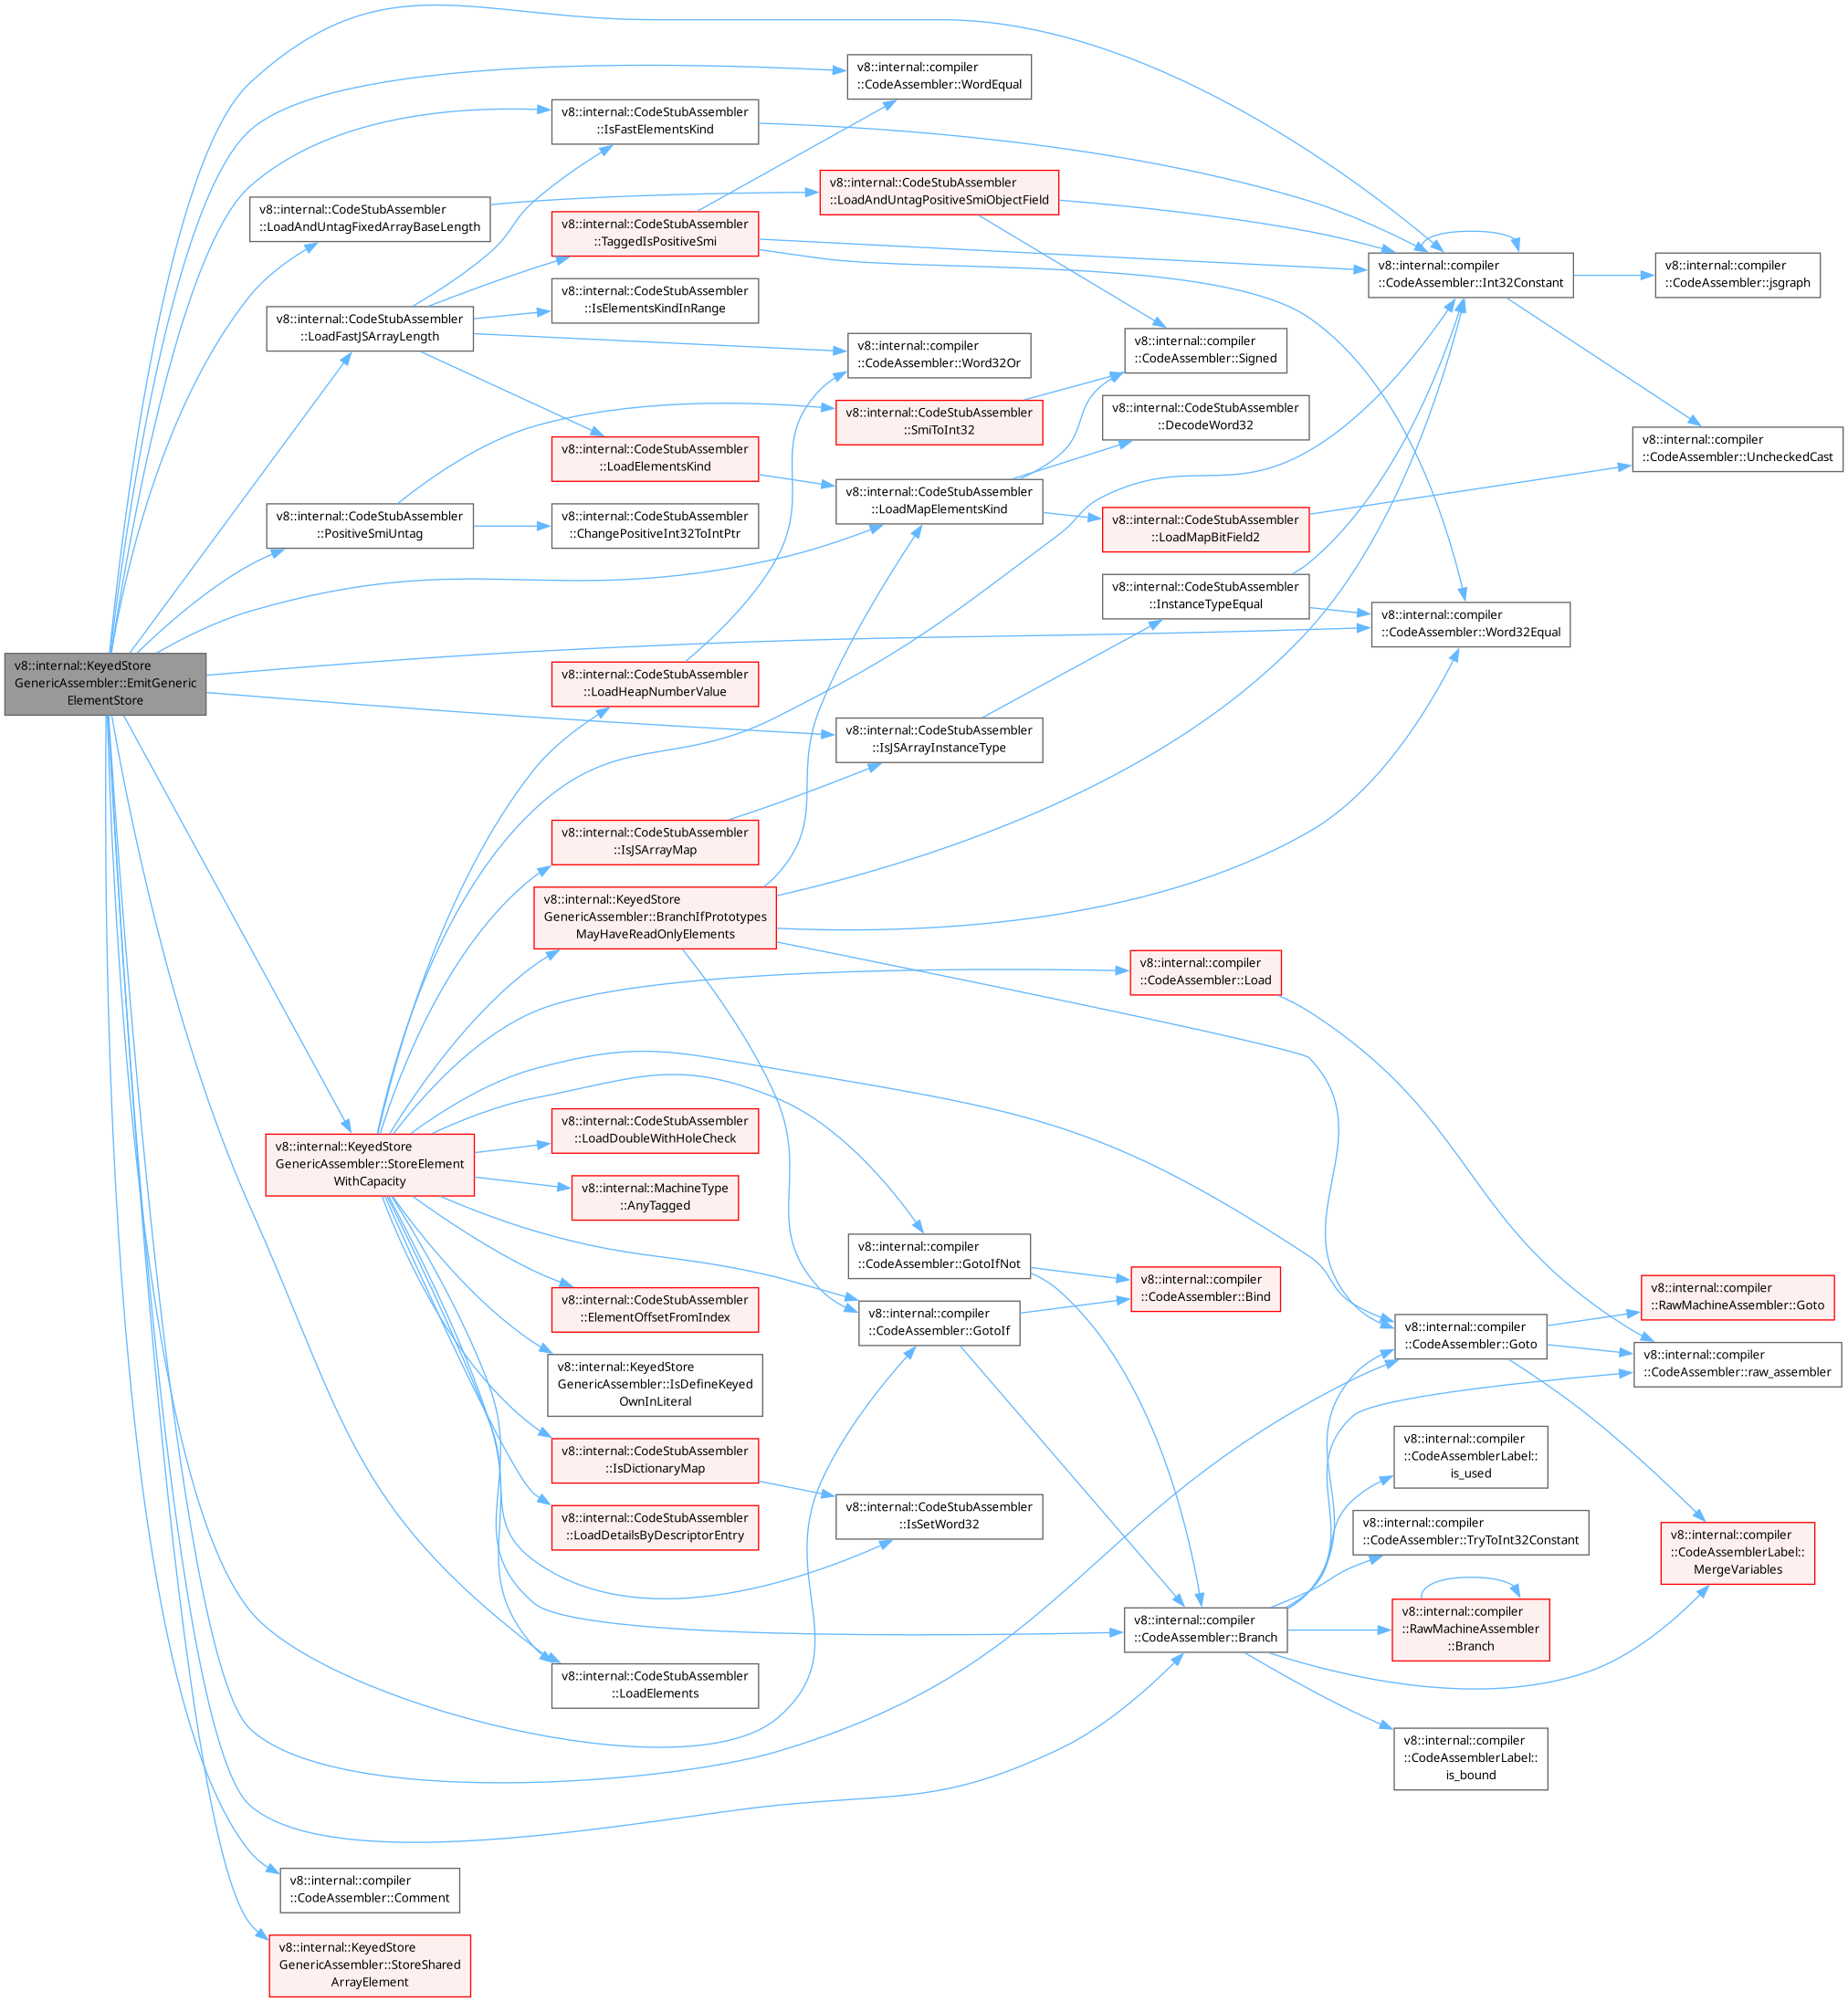 v8::internal::compiler
::CodeAssembler::WordEqual
v8::internal::CodeStubAssembler
::IsFastElementsKind
v8::internal::CodeStubAssembler
::LoadAndUntagFixedArrayBaseLength
v8::internal::CodeStubAssembler
::LoadAndUntagPositiveSmiObjectField
v8::internal::CodeStubAssembler
::TaggedIsPositiveSmi
v8::internal::compiler
::CodeAssembler::Int32Constant
v8::internal::compiler
::CodeAssembler::jsgraph
v8::internal::CodeStubAssembler
::IsElementsKindInRange
v8::internal::CodeStubAssembler
::LoadFastJSArrayLength
v8::internal::compiler
::CodeAssembler::Word32Or
v8::internal::compiler
::CodeAssembler::Signed
v8::internal::CodeStubAssembler
::SmiToInt32
v8::internal::CodeStubAssembler
::DecodeWord32
v8::internal::compiler
::CodeAssembler::UncheckedCast
v8::internal::CodeStubAssembler
::LoadElementsKind
v8::internal::CodeStubAssembler
::LoadMapElementsKind
v8::internal::CodeStubAssembler
::PositiveSmiUntag
v8::internal::CodeStubAssembler
::ChangePositiveInt32ToIntPtr
v8::internal::CodeStubAssembler
::LoadMapBitField2
v8::internal::CodeStubAssembler
::InstanceTypeEqual
v8::internal::compiler
::CodeAssembler::Word32Equal
v8::internal::KeyedStore
GenericAssembler::EmitGeneric
ElementStore
v8::internal::CodeStubAssembler
::LoadHeapNumberValue
v8::internal::CodeStubAssembler
::IsJSArrayInstanceType
v8::internal::CodeStubAssembler
::IsJSArrayMap
v8::internal::KeyedStore
GenericAssembler::BranchIfPrototypes
MayHaveReadOnlyElements
v8::internal::compiler
::CodeAssembler::Load
v8::internal::CodeStubAssembler
::LoadDoubleWithHoleCheck
v8::internal::KeyedStore
GenericAssembler::StoreElement
WithCapacity
v8::internal::MachineType
::AnyTagged
v8::internal::compiler
::CodeAssembler::GotoIfNot
v8::internal::compiler
::CodeAssembler::Bind
v8::internal::CodeStubAssembler
::ElementOffsetFromIndex
v8::internal::compiler
::CodeAssembler::GotoIf
v8::internal::compiler
::CodeAssembler::Goto
v8::internal::compiler
::RawMachineAssembler::Goto
v8::internal::compiler
::CodeAssembler::raw_assembler
v8::internal::KeyedStore
GenericAssembler::IsDefineKeyed
OwnInLiteral
v8::internal::CodeStubAssembler
::IsDictionaryMap
v8::internal::compiler
::CodeAssemblerLabel::
is_used
v8::internal::CodeStubAssembler
::LoadDetailsByDescriptorEntry
v8::internal::CodeStubAssembler
::IsSetWord32
v8::internal::compiler
::CodeAssembler::TryToInt32Constant
v8::internal::compiler
::CodeAssemblerLabel::
MergeVariables
v8::internal::compiler
::CodeAssembler::Branch
v8::internal::compiler
::RawMachineAssembler
::Branch
v8::internal::CodeStubAssembler
::LoadElements
v8::internal::compiler
::CodeAssemblerLabel::
is_bound
v8::internal::compiler
::CodeAssembler::Comment
v8::internal::KeyedStore
GenericAssembler::StoreShared
ArrayElement